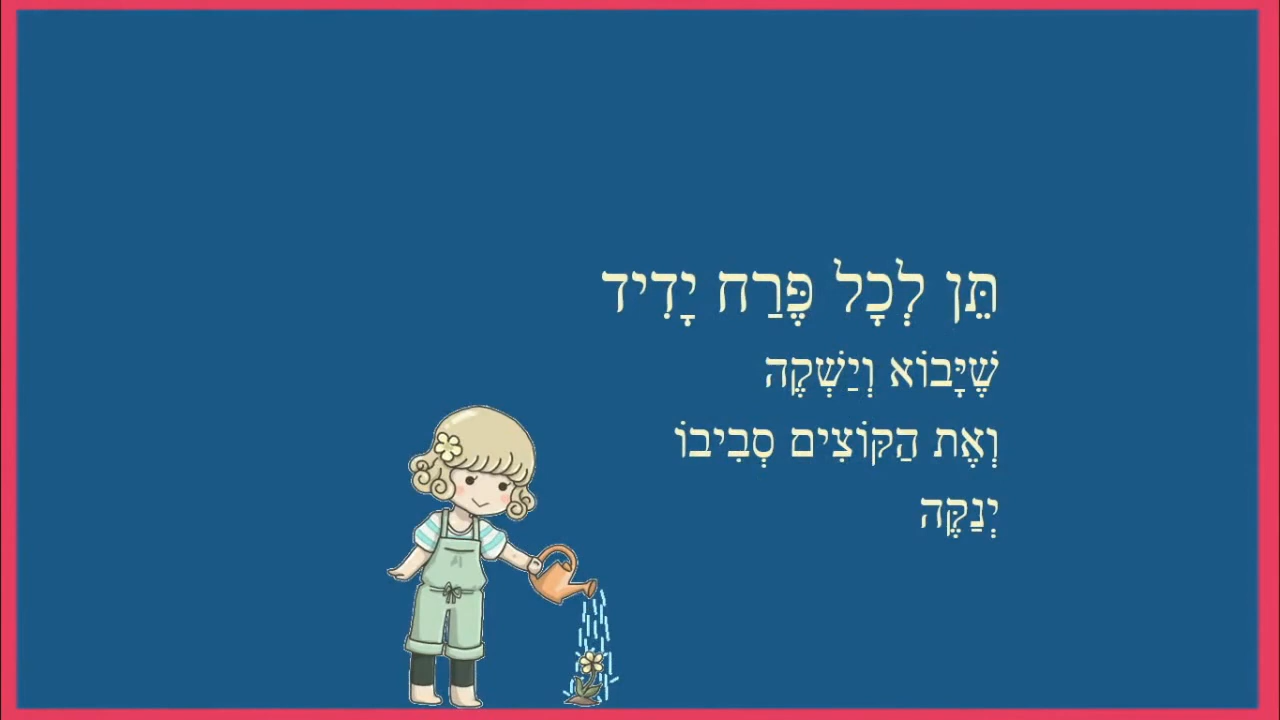 תֵּן לְכָל פֶּרַח יָדִיד
שֶׁיָּבוֹא וְיַשְׁקֶה
וְאֶת הַקּוֹצִים סְבִיבוֹ
יְנַקֶּה